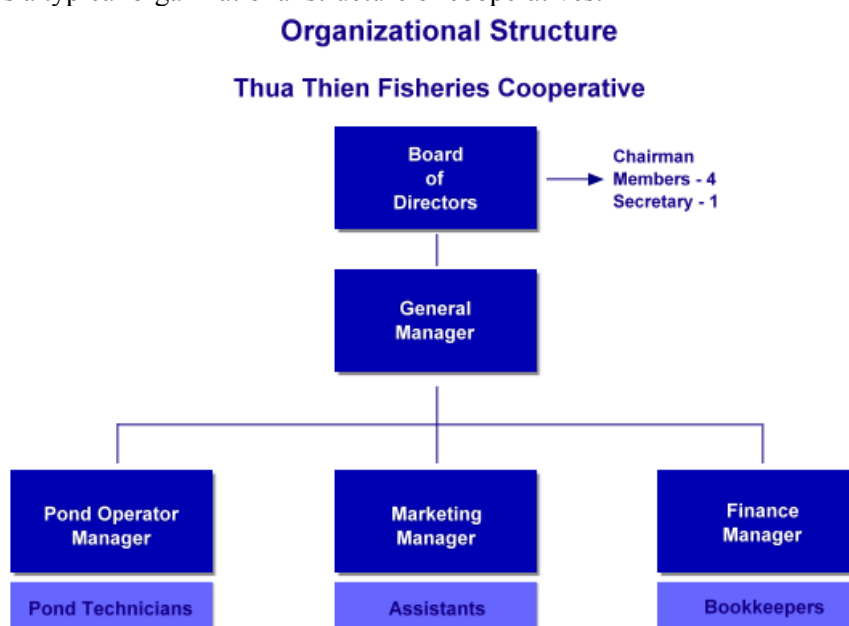 Organizational Structure
Thua Thien Fisheries Cooperative
Board
of
Directors
Chairman
Members - 4
Secretary - 1
General
Manager
Pond Operator
Manager
Marketing
Manager
Finance
Manager
Pond Technicians
Assistants
Bookkeepers